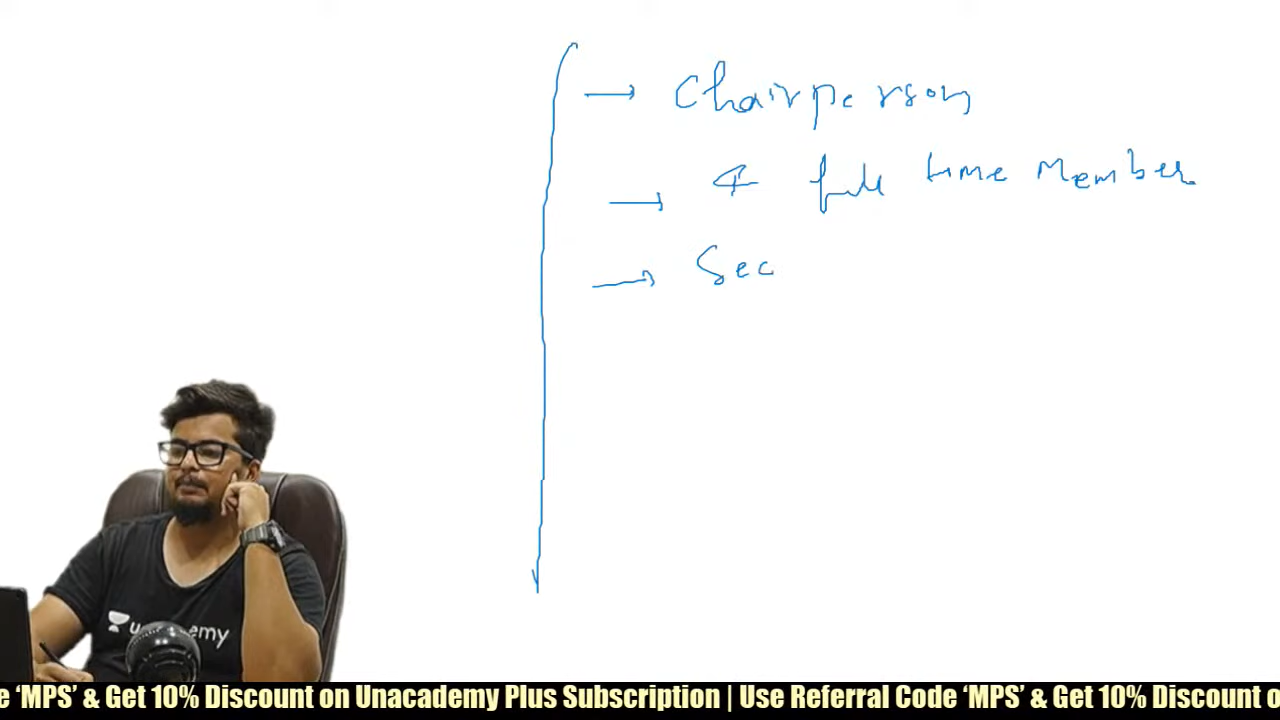 → Chairperson
→ 4 full time Member
→ Sec
unacademy
e 'MPS' & Get 10% Discount on Unacademy Plus Subscription | Use Referral Code 'MPS' & Get 10% Discount o